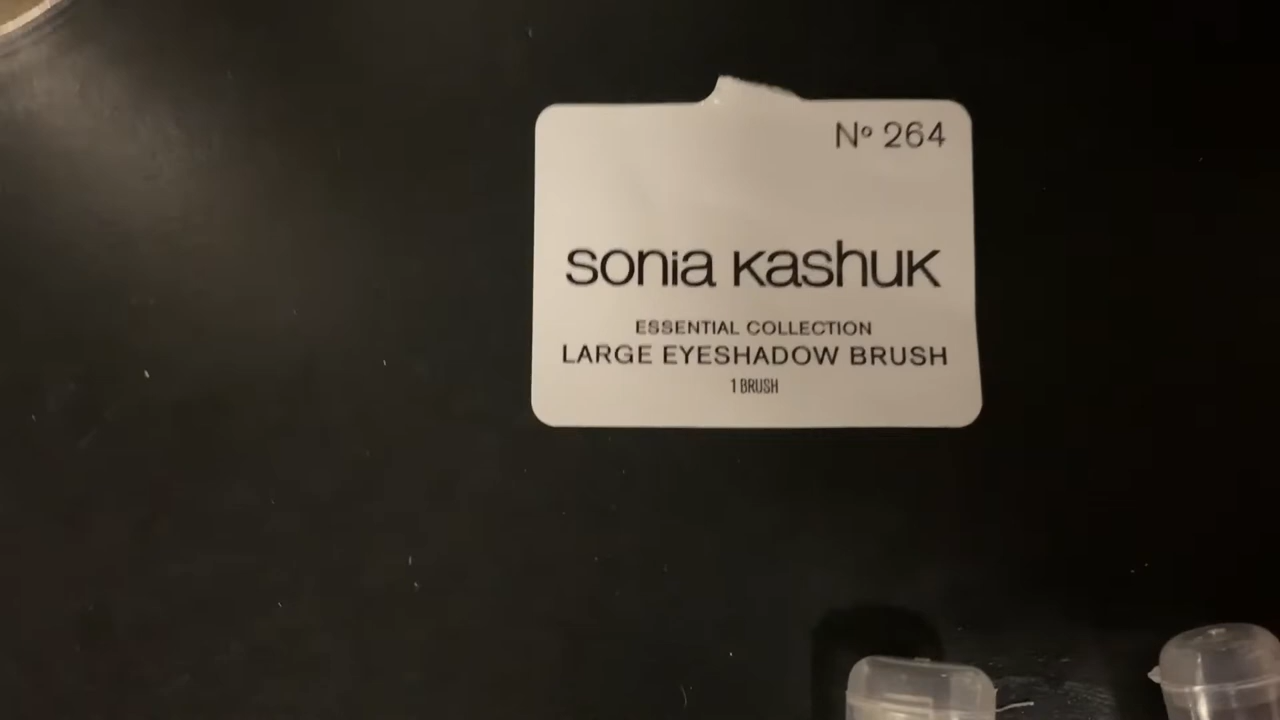 Nº 264
sonia kashuk
ESSENTIAL COLLECTION
LARGE EYESHADOW BRUSH
1 BRUSH